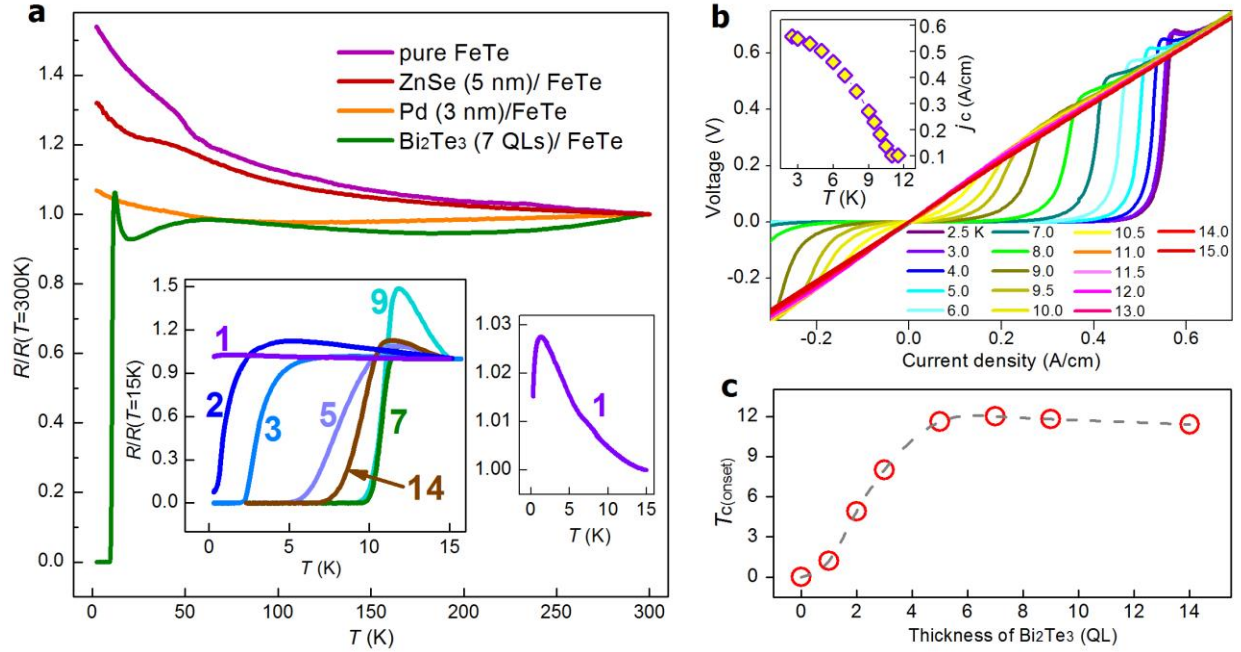 a
R/R(T=300K)
1.4
1.2
1.0
0.8
0.6
0.4
0.2
0.0
pure FeTe
ZnSe (5 nm)/ FeTe
Pd (3 nm)/FeTe
Bi2Te3 (7 QLs)/ FeTe
R/R(T=15K)
1.5
1.2
0.9
0.6
0.3
0.0
1
2
3
5
9
7
14
0 5 10 15
T (K)
1.03
1.02
1.01
1.00
1
0 5 10 15
T (K)
0 50 100 150 200 250 300
T (K)
b
Voltage (V)
0.6
0.4
0.2
0.0
-0.2
0.6
0.5
0.4
0.3
0.2
0.1
jc (A/cm)
3 6 9 12
T (K)
2.5 K 7.0 10.5 14.0
3.0 8.0 11.0 15.0
4.0 9.0 11.5
5.0 9.5 12.0
6.0 10.0 13.0
-0.2 0.0 0.2 0.4 0.6
Current density (A/cm)
c
TC(onset)
12
9
6
3
0
0 2 4 6 8 10 12 14
Thickness of Bi2Te3 (QL)